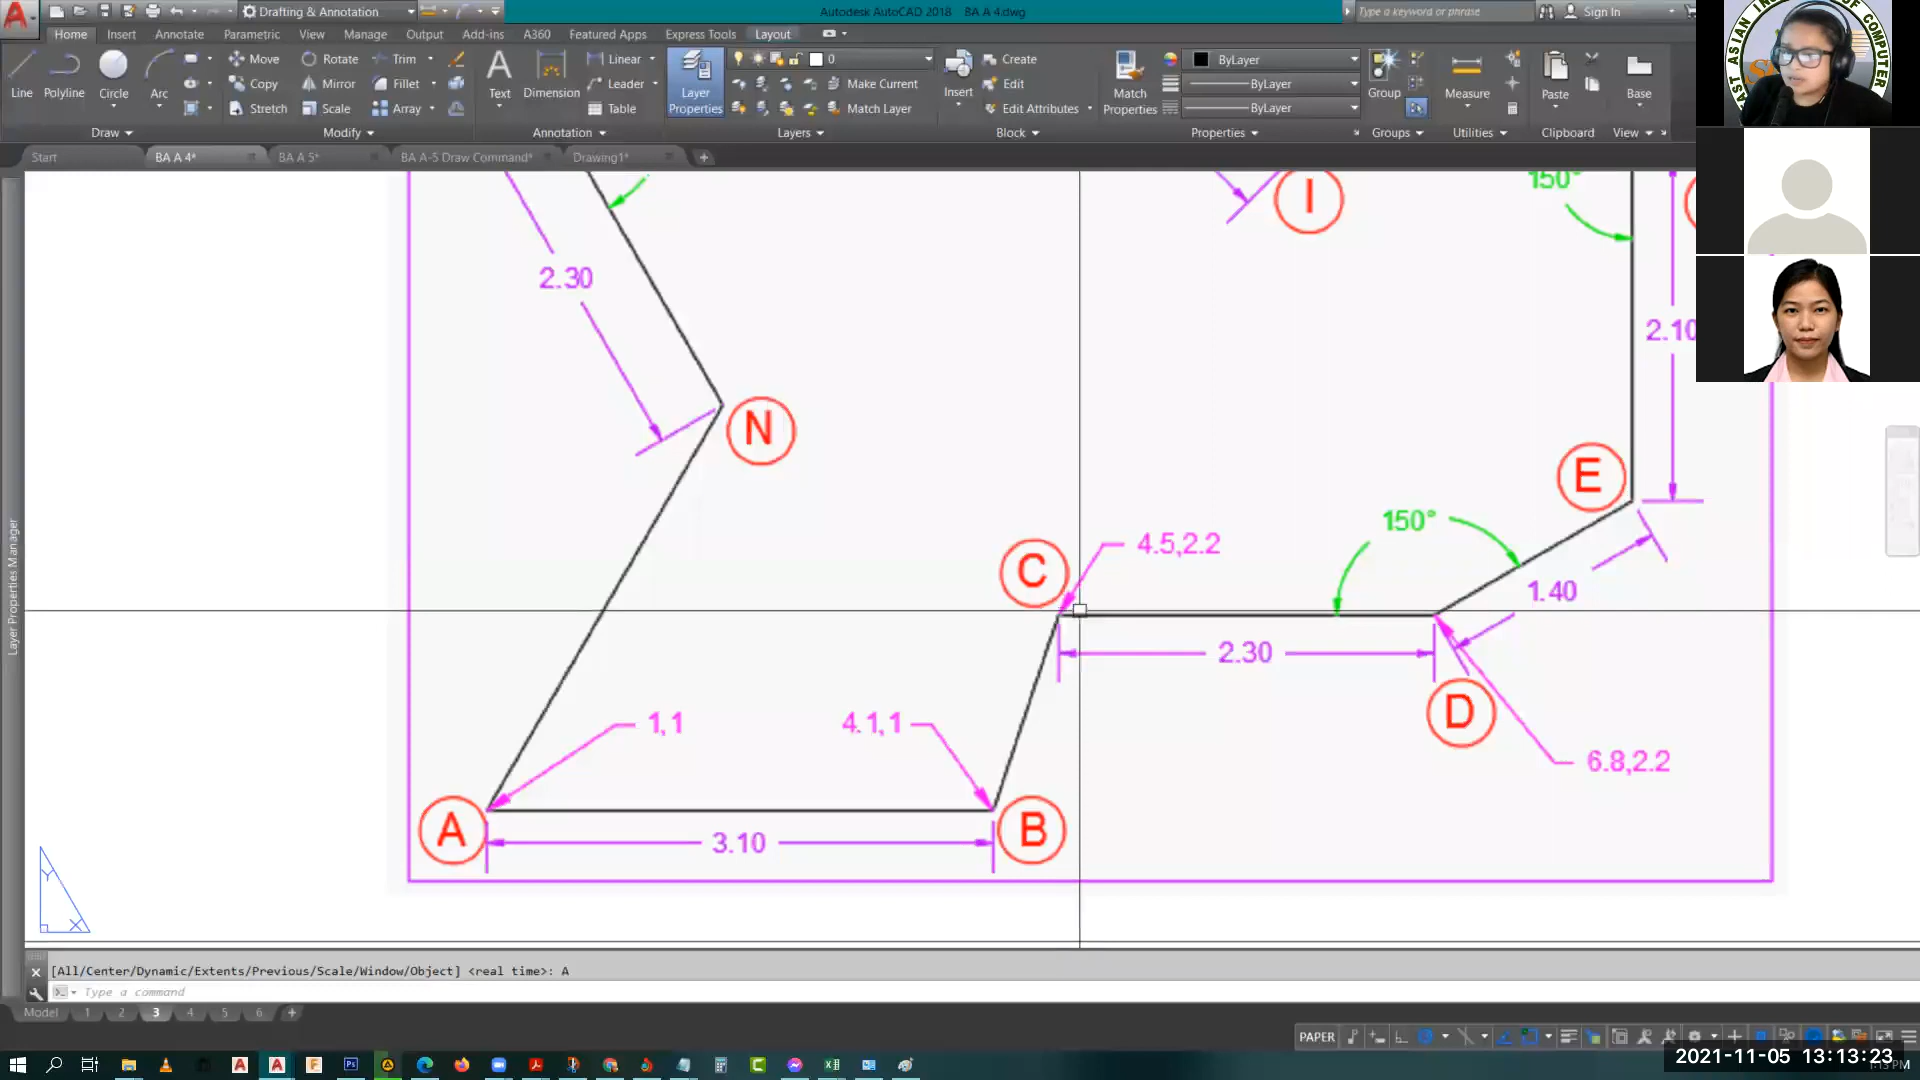 Drafting & Annotation
Autodesk AutoCAD 2018 BA A 4.dwg
Type a keyword or phrase
Sign In
Home Insert Annotate Parametric View Manage Output Add-ins A360 Featured Apps Express Tools Layout
Line Polyline Circle Arc
Move Rotate Trim
Copy Mirror Fillet
Stretch Scale Array
Text Dimension
Linear
Leader
Table
Layer Properties
0
Make Current
Match Layer
Insert
Create
Edit
Edit Attributes
Match Properties
ByLayer
ByLayer
ByLayer
Group Measure Paste Base
Draw Modify Annotation Layers Block Properties Groups Utilities Clipboard View
Start BA A 4* BA A 5* BA A-5 Draw Command* Drawing1*
150°
I
2.30
2.10
N
E
150°
4.5,2.2
C
1.40
2.30
D
1,1
4.1,1
6.8,2.2
A
3.10
B
Y
X
Layer Properties Manager
[All/Center/Dynamic/Extents/Previous/Scale/Window/Object] <real time>: A
Type a command
Model 1 2 3 4 5 6
PAPER
2021-11-05 13:13:23